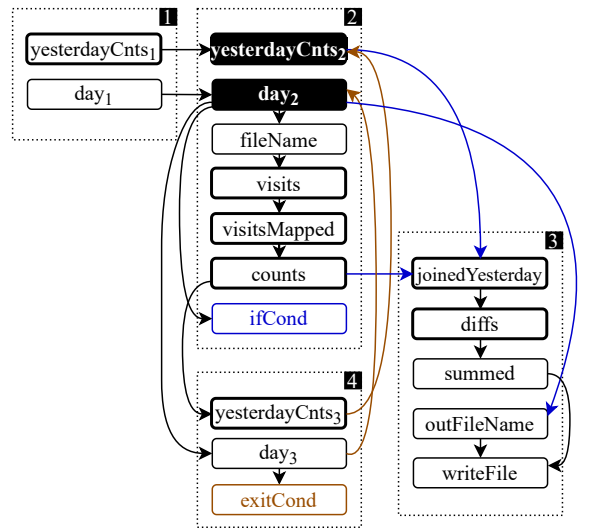 1
yesterdayCnts₁
day₁
2
yesterdayCnts₂
day₂
fileName
visits
visitsMapped
counts
ifCond
3
joinedYesterday
diffs
summed
outFileName
writeFile
4
yesterdayCnts₃
day₃
exitCond